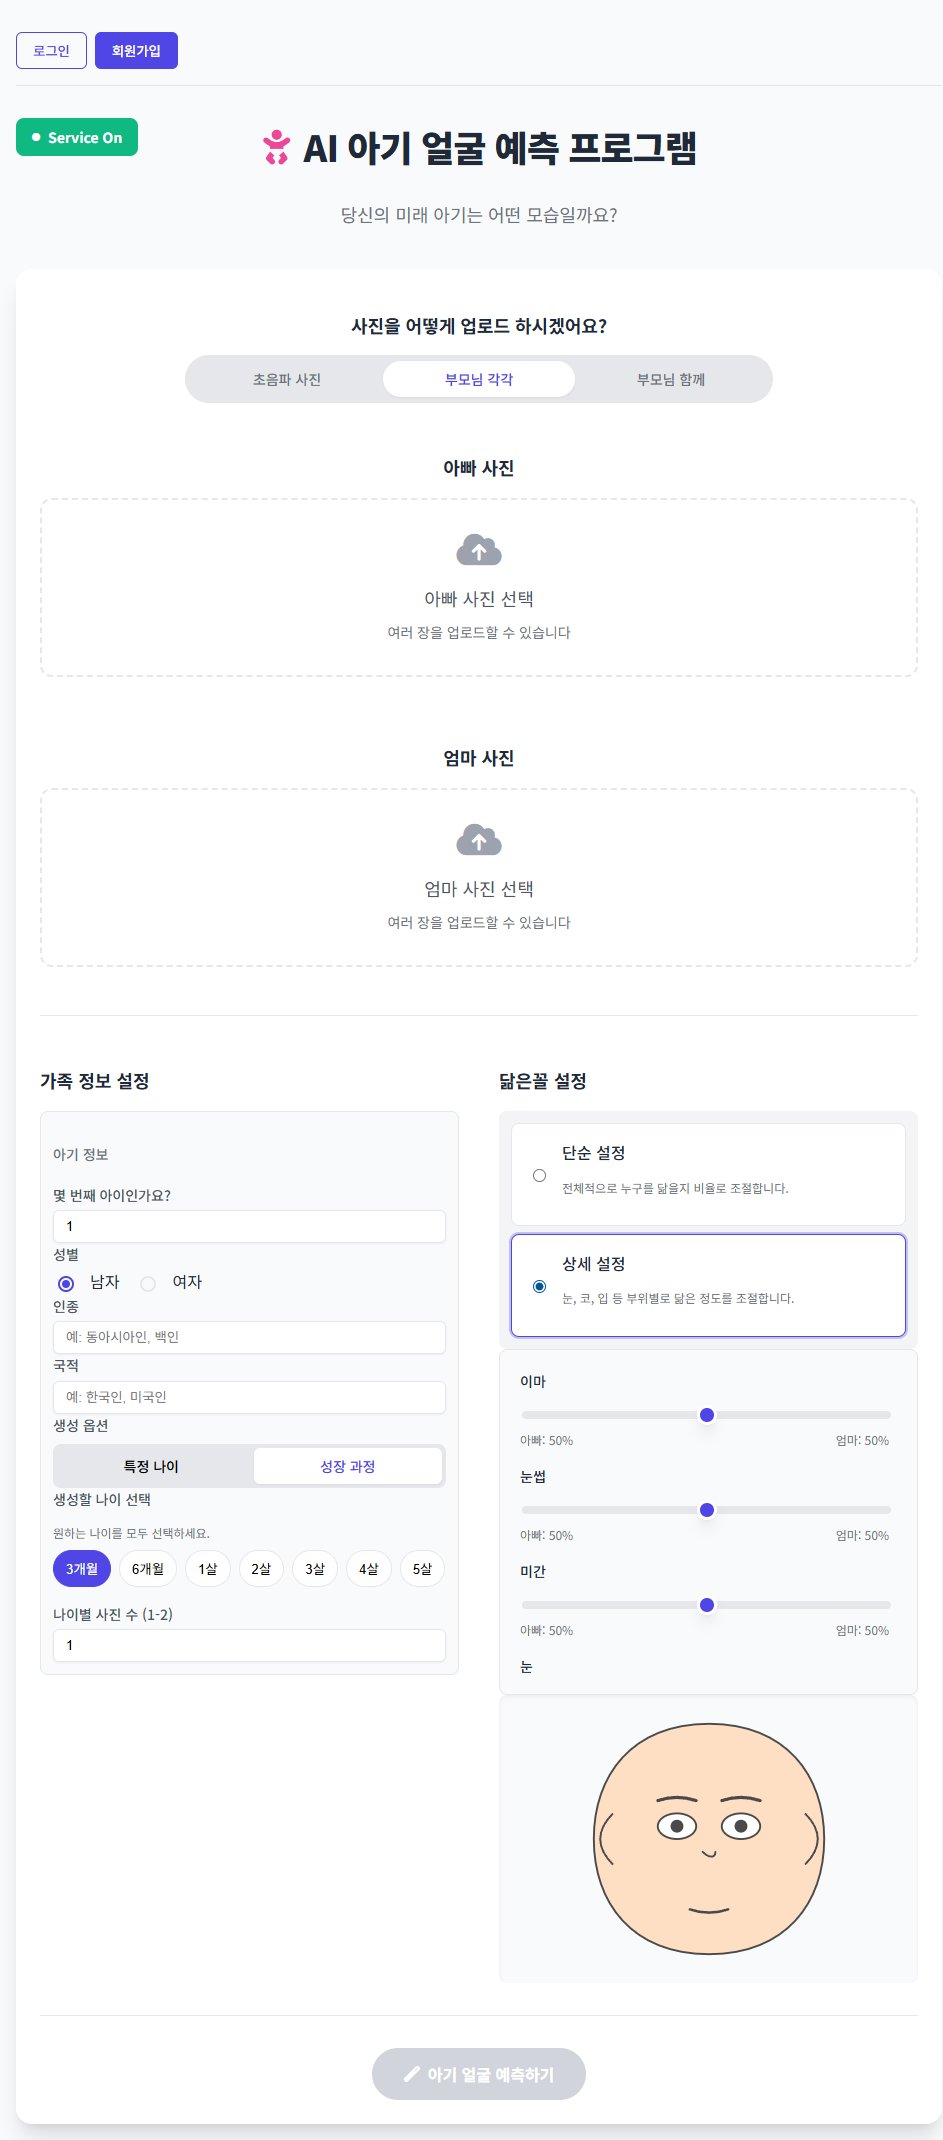 로그인 회원가입
Service On
AI 아기 얼굴 예측 프로그램
당신의 미래 아기는 어떤 모습일까요?
사진을 어떻게 업로드 하시겠어요?
초음파 사진 부모님 각각 부모님 함께
아빠 사진
아빠 사진 선택
여러 장을 업로드할 수 있습니다
엄마 사진
엄마 사진 선택
여러 장을 업로드할 수 있습니다
가족 정보 설정
아기 정보
몇 번째 아이인가요?
1
성별
남자 여자
인종
예: 동아시아인, 백인
국적
예: 한국인, 미국인
생성 옵션
특정 나이 성장 과정
생성할 나이 선택
원하는 나이를 모두 선택하세요.
3개월 6개월 1살 2살 3살 4살 5살
나이별 사진 수 (1-2)
1
닮은꼴 설정
단순 설정
전체적으로 누구를 닮을지 비율로 조절합니다.
상세 설정
눈, 코, 입 등 부위별로 닮은 정도를 조절합니다.
이마
아빠: 50% 엄마: 50%
눈썹
아빠: 50% 엄마: 50%
미간
아빠: 50% 엄마: 50%
눈
아기 얼굴 예측하기